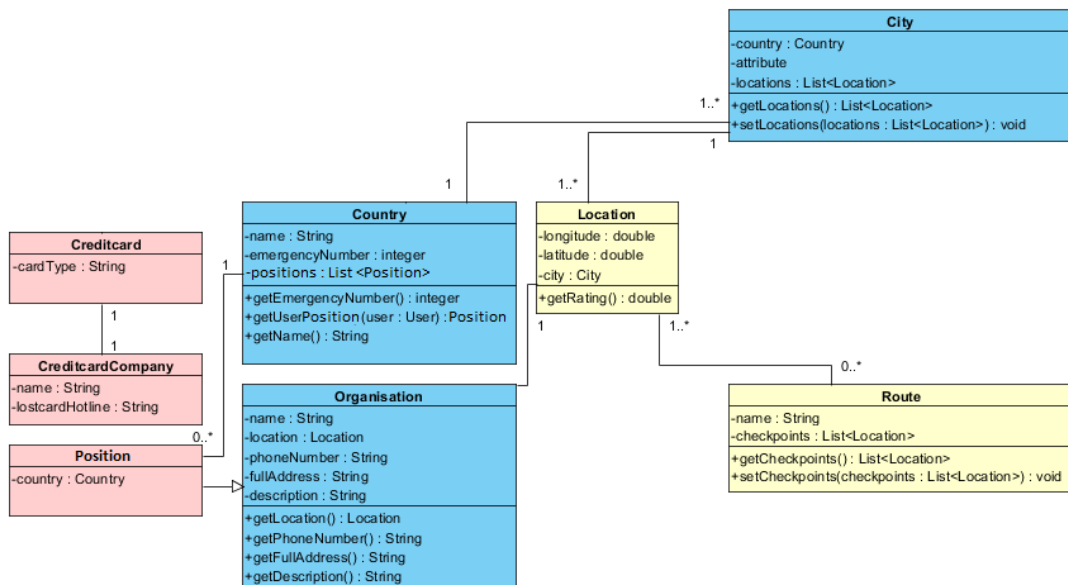 City
-country : Country
-attribute
-locations : List<Location>
+getLocations() : List<Location>
+setLocations(locations : List<Location>) : void
1..*
1
1
1..*
Country
-name : String
-emergencyNumber : integer
-positions : List <Position>
+getEmergencyNumber() : integer
+getUserPosition(user : User) : Position
+getName() : String
Location
-longitude : double
-latitude : double
-city : City
+getRating() : double
Creditcard
-cardType : String
1
1
1
1
1..*
CreditcardCompany
-name : String
-lostcardHotline : String
0..*
0..*
Position
-country : Country
Organisation
-name : String
-location : Location
-phoneNumber : String
-fullAddress : String
-description : String
+getLocation() : Location
+getPhoneNumber() : String
+getFullAddress() : String
+getDescription() : String
Route
-name : String
-checkpoints : List<Location>
+getCheckpoints() : List<Location>
+setCheckpoints(checkpoints : List<Location>) : void